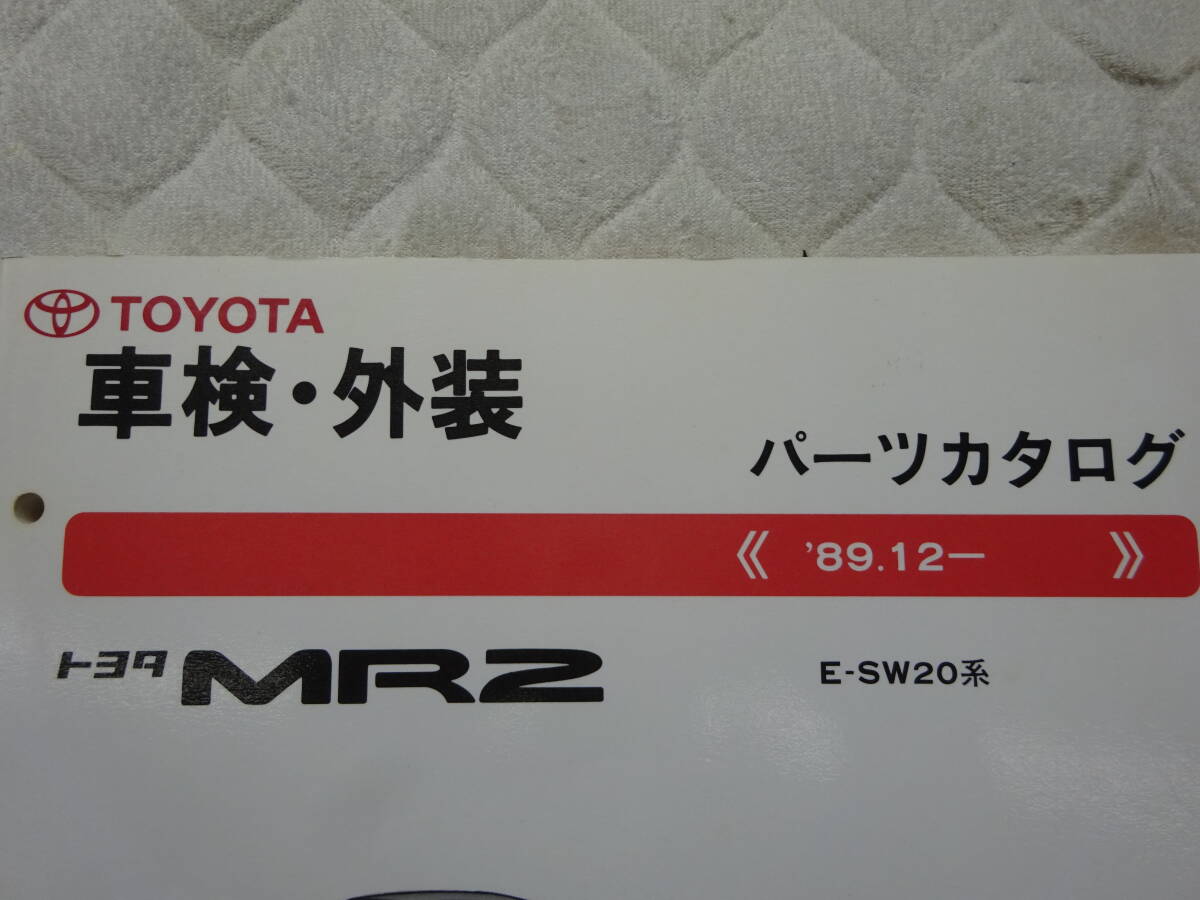 TOYOTA
車検・外装
パーツカタログ
《 '89.12ー 》
トヨタ MR2
E-SW20系